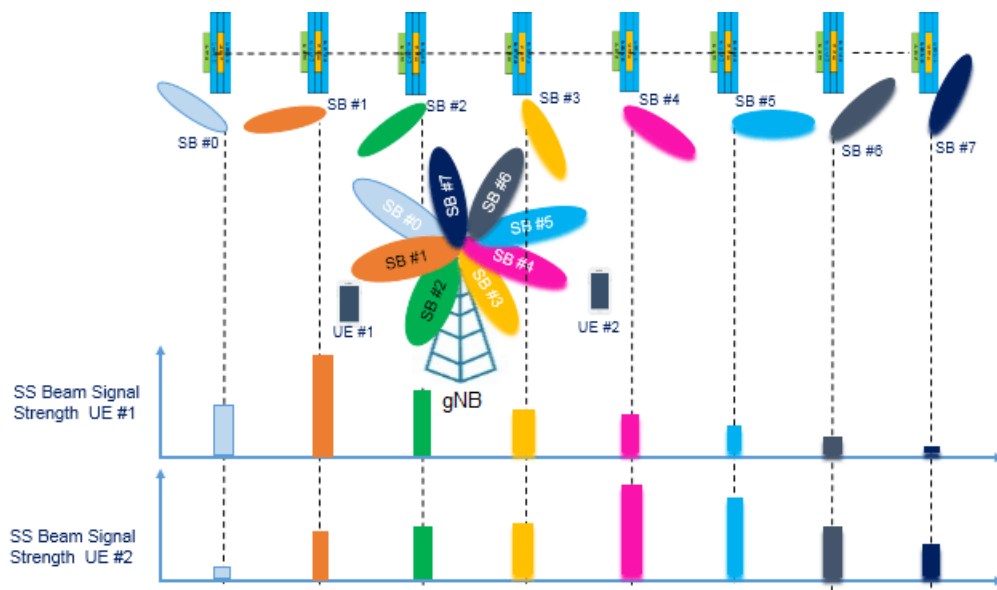 SB #0
SB #1
SB #2
SB #3
SB #4
SB #5
SB #6
SB #7
SB #0
SB #1
SB #2
SB #3
SB #4
SB #5
SB #6
SB #7
UE #1
UE #2
gNB
SS Beam Signal
Strength UE #1
SS Beam Signal
Strength UE #2